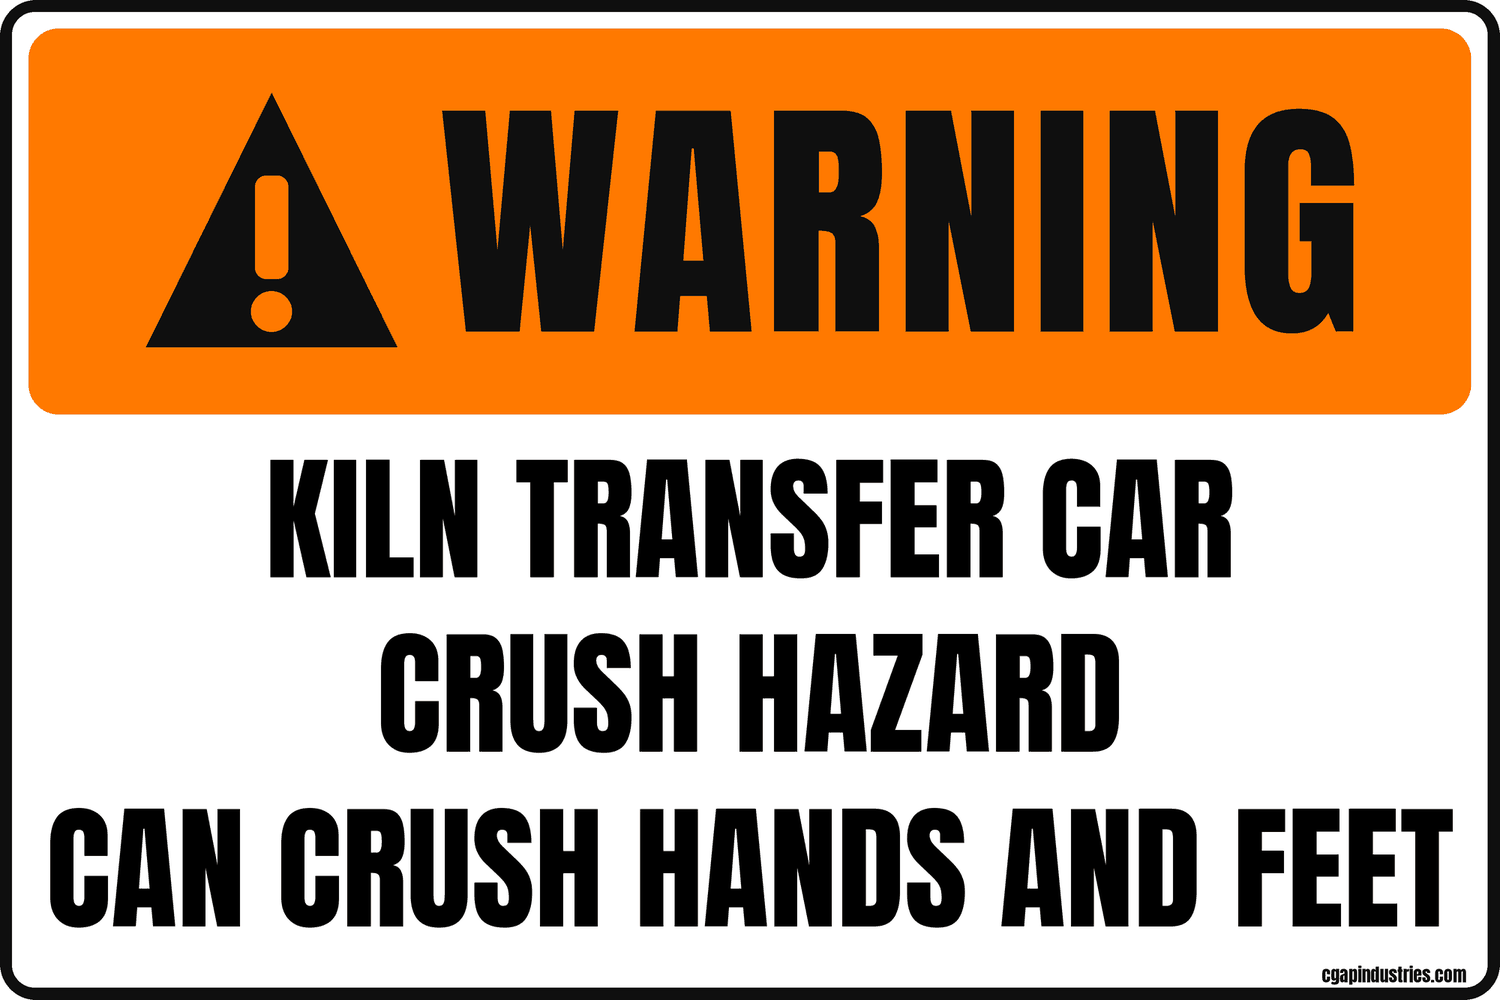 WARNING
KILN TRANSFER CAR
CRUSH HAZARD
CAN CRUSH HANDS AND FEET
cgapindustries.com